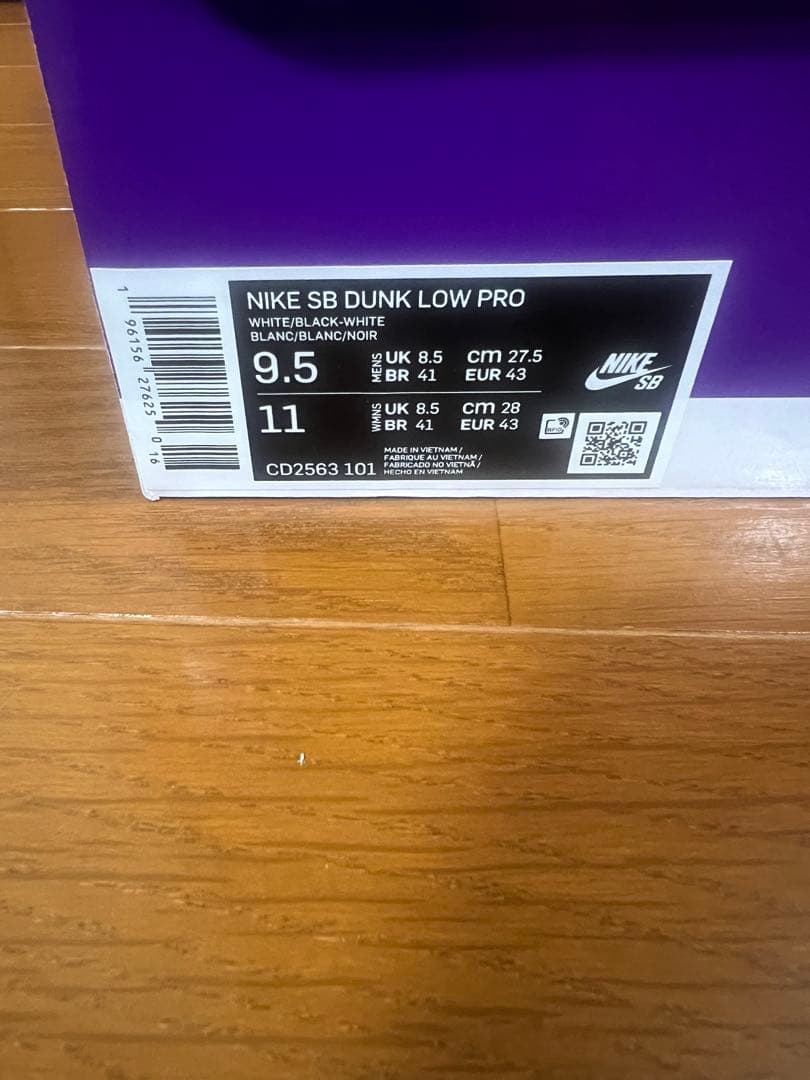 NIKE SB DUNK LOW PRO
WHITE/BLACK-WHITE
BLANC/BLANC/NOIR
9.5 MENS UK 8.5 cm 27.5
BR 41 EUR 43
11 WMNS UK 8.5 cm 28
BR 41 EUR 43
CD2563 101
MADE IN VIETNAM /
FABRIQUE AU VIETNAM /
FABRICADO NO VIETNÃ /
HECHO EN VIETNAM
NIKE
SB
RFID
1 96156 27625 0 16